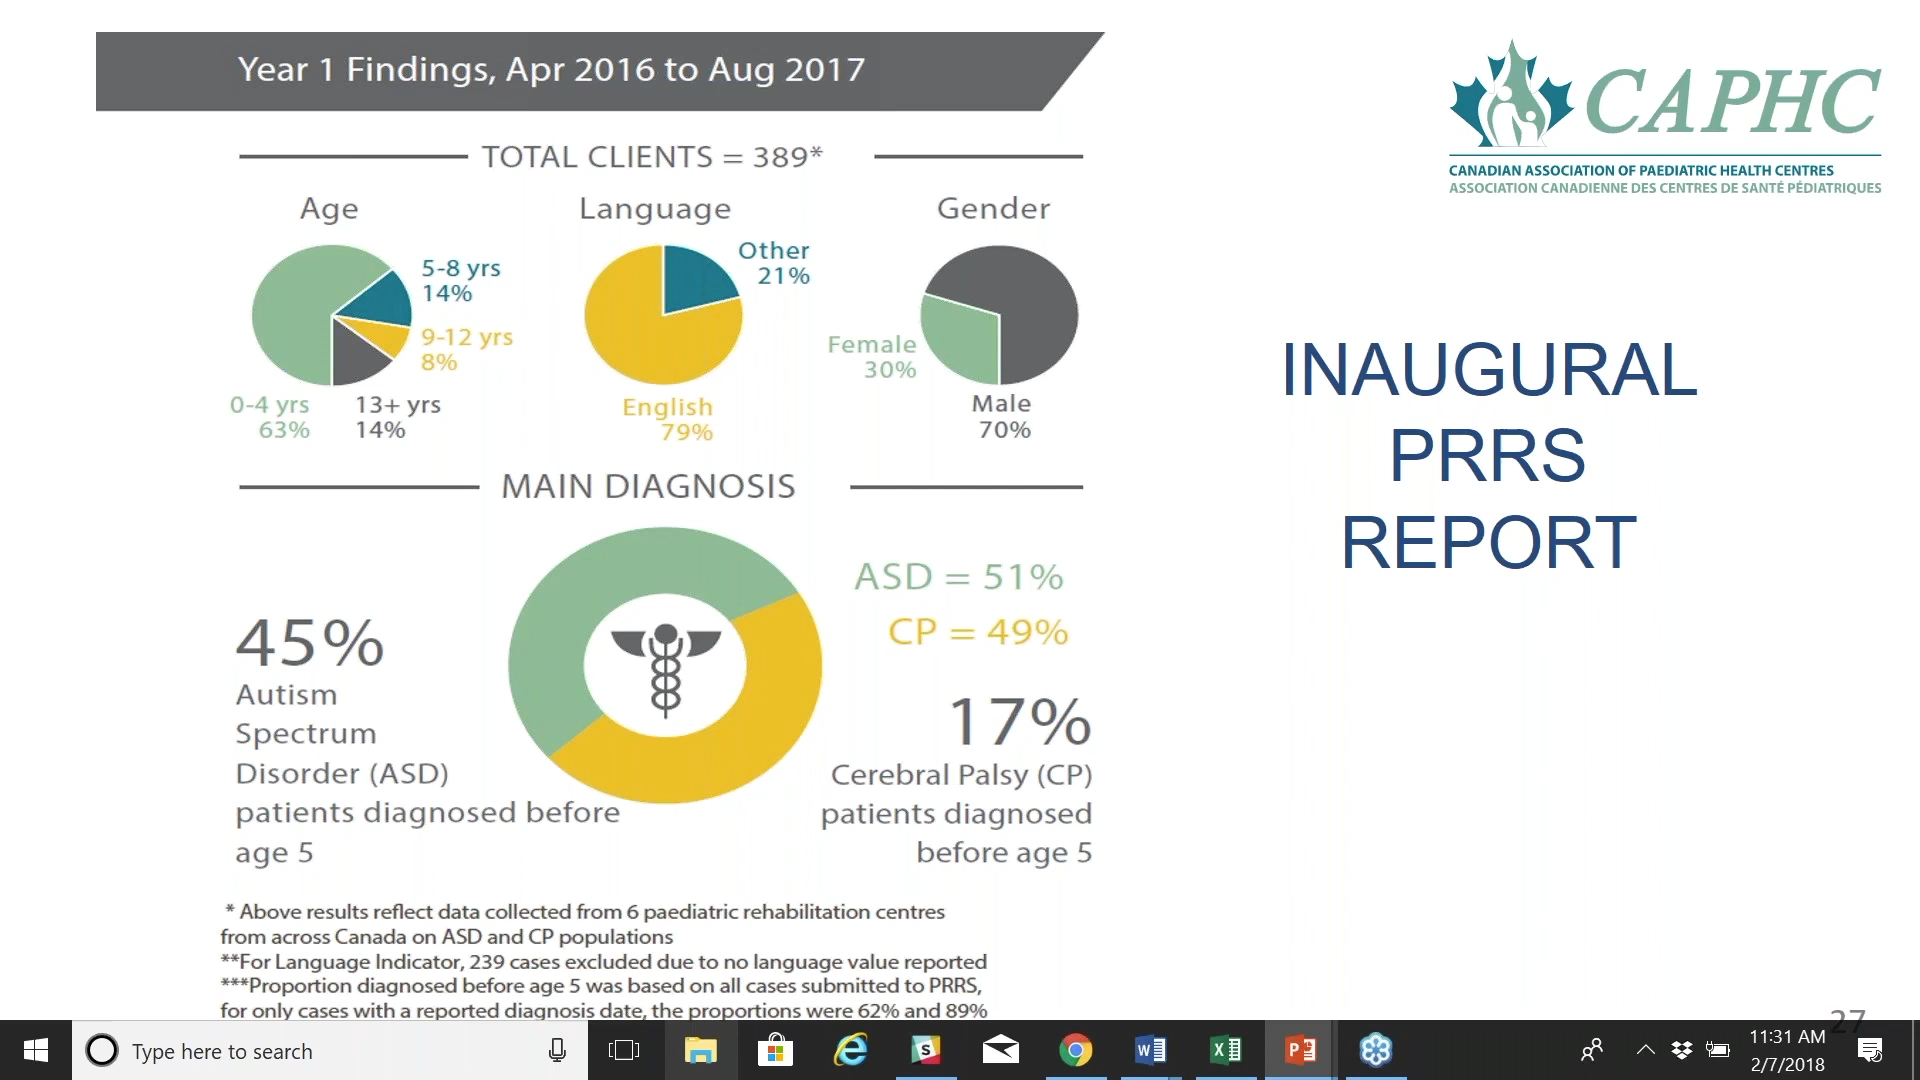 Year 1 Findings, Apr 2016 to Aug 2017
TOTAL CLIENTS = 389*
Age
5-8 yrs
14%
9-12 yrs
8%
0-4 yrs
63%
13+ yrs
14%
Language
Other
21%
English
79%
Gender
Female
30%
Male
70%
MAIN DIAGNOSIS
ASD = 51%
CP = 49%
45%
Autism
Spectrum
Disorder (ASD)
patients diagnosed before
age 5
17%
Cerebral Palsy (CP)
patients diagnosed
before age 5
* Above results reflect data collected from 6 paediatric rehabilitation centres
from across Canada on ASD and CP populations
**For Language Indicator, 239 cases excluded due to no language value reported
***Proportion diagnosed before age 5 was based on all cases submitted to PRRS,
for only cases with a reported diagnosis date, the proportions were 62% and 89%
CAPHC
CANADIAN ASSOCIATION OF PAEDIATRIC HEALTH CENTRES
ASSOCIATION CANADIENNE DES CENTRES DE SANTÉ PÉDIATRIQUES
INAUGURAL
PRRS
REPORT
27
Type here to search
11:31 AM
2/7/2018